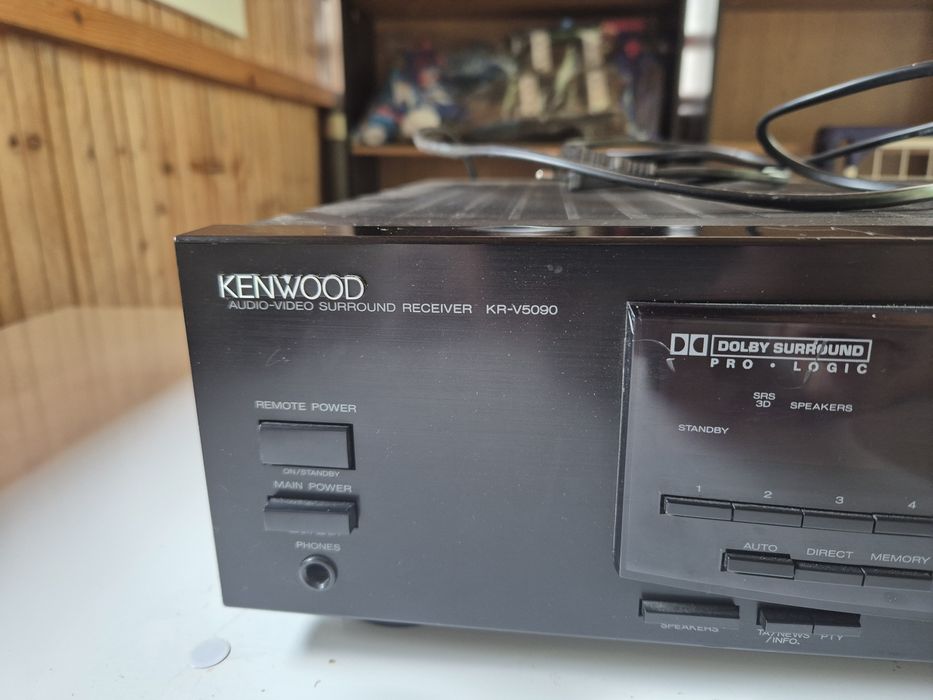 KENWOOD
AUDIO-VIDEO SURROUND RECEIVER KR-V5090
DOLBY SURROUND
PRO • LOGIC
SRS
3D
SPEAKERS
STANDBY
REMOTE POWER
ON/STANDBY
MAIN POWER
PHONES
1 2 3 4
AUTO DIRECT MEMORY
SPEAKERS
TA/NEWS
/INFO.
PTY